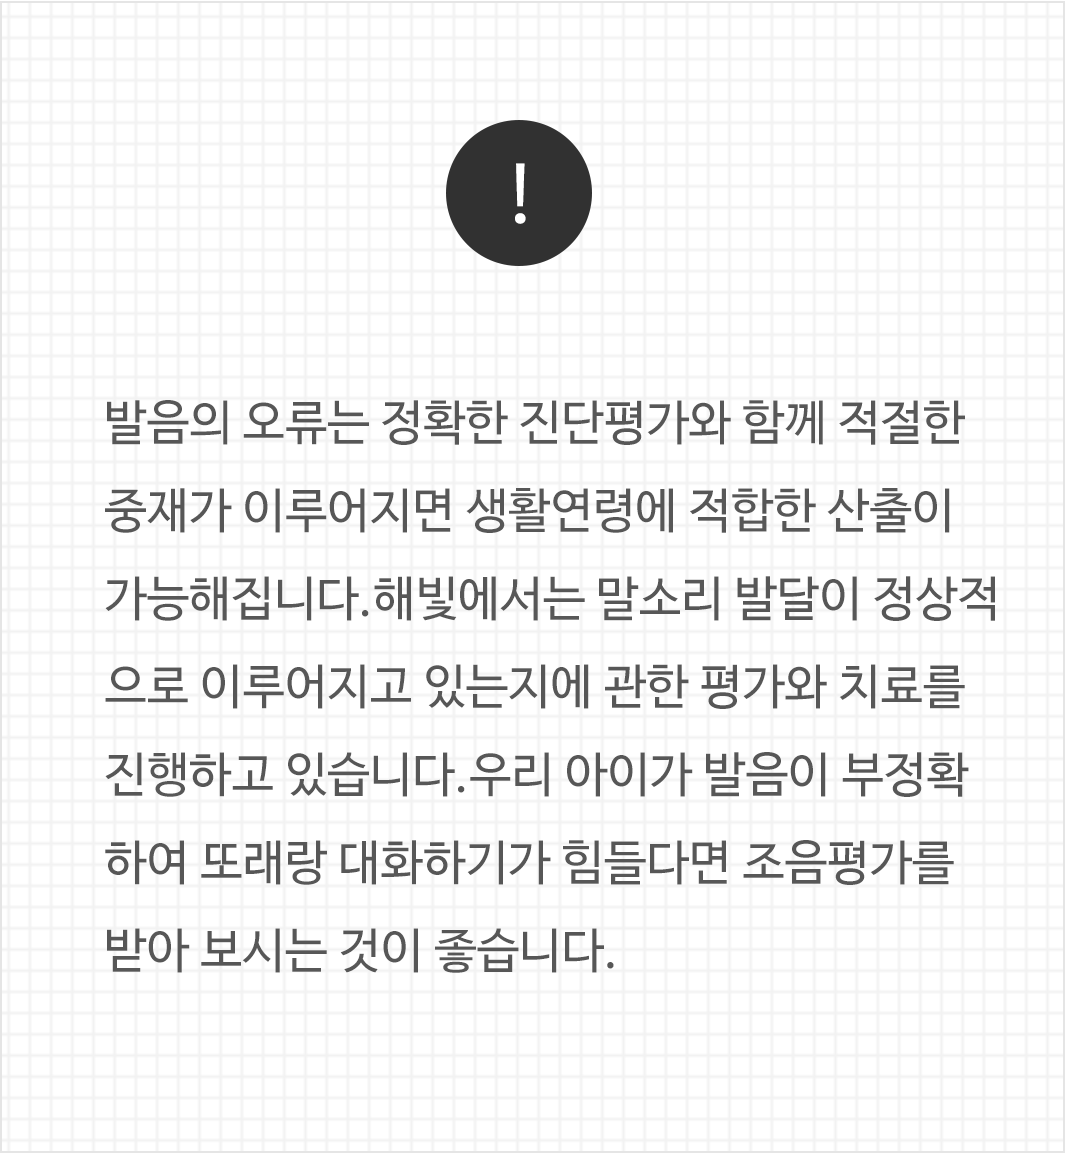 !
발음의 오류는 정확한 진단평가와 함께 적절한
중재가 이루어지면 생활연령에 적합한 산출이
가능해집니다.해빛에서는 말소리 발달이 정상적
으로 이루어지고 있는지에 관한 평가와 치료를
진행하고 있습니다.우리 아이가 발음이 부정확
하여 또래랑 대화하기가 힘들다면 조음평가를
받아 보시는 것이 좋습니다.